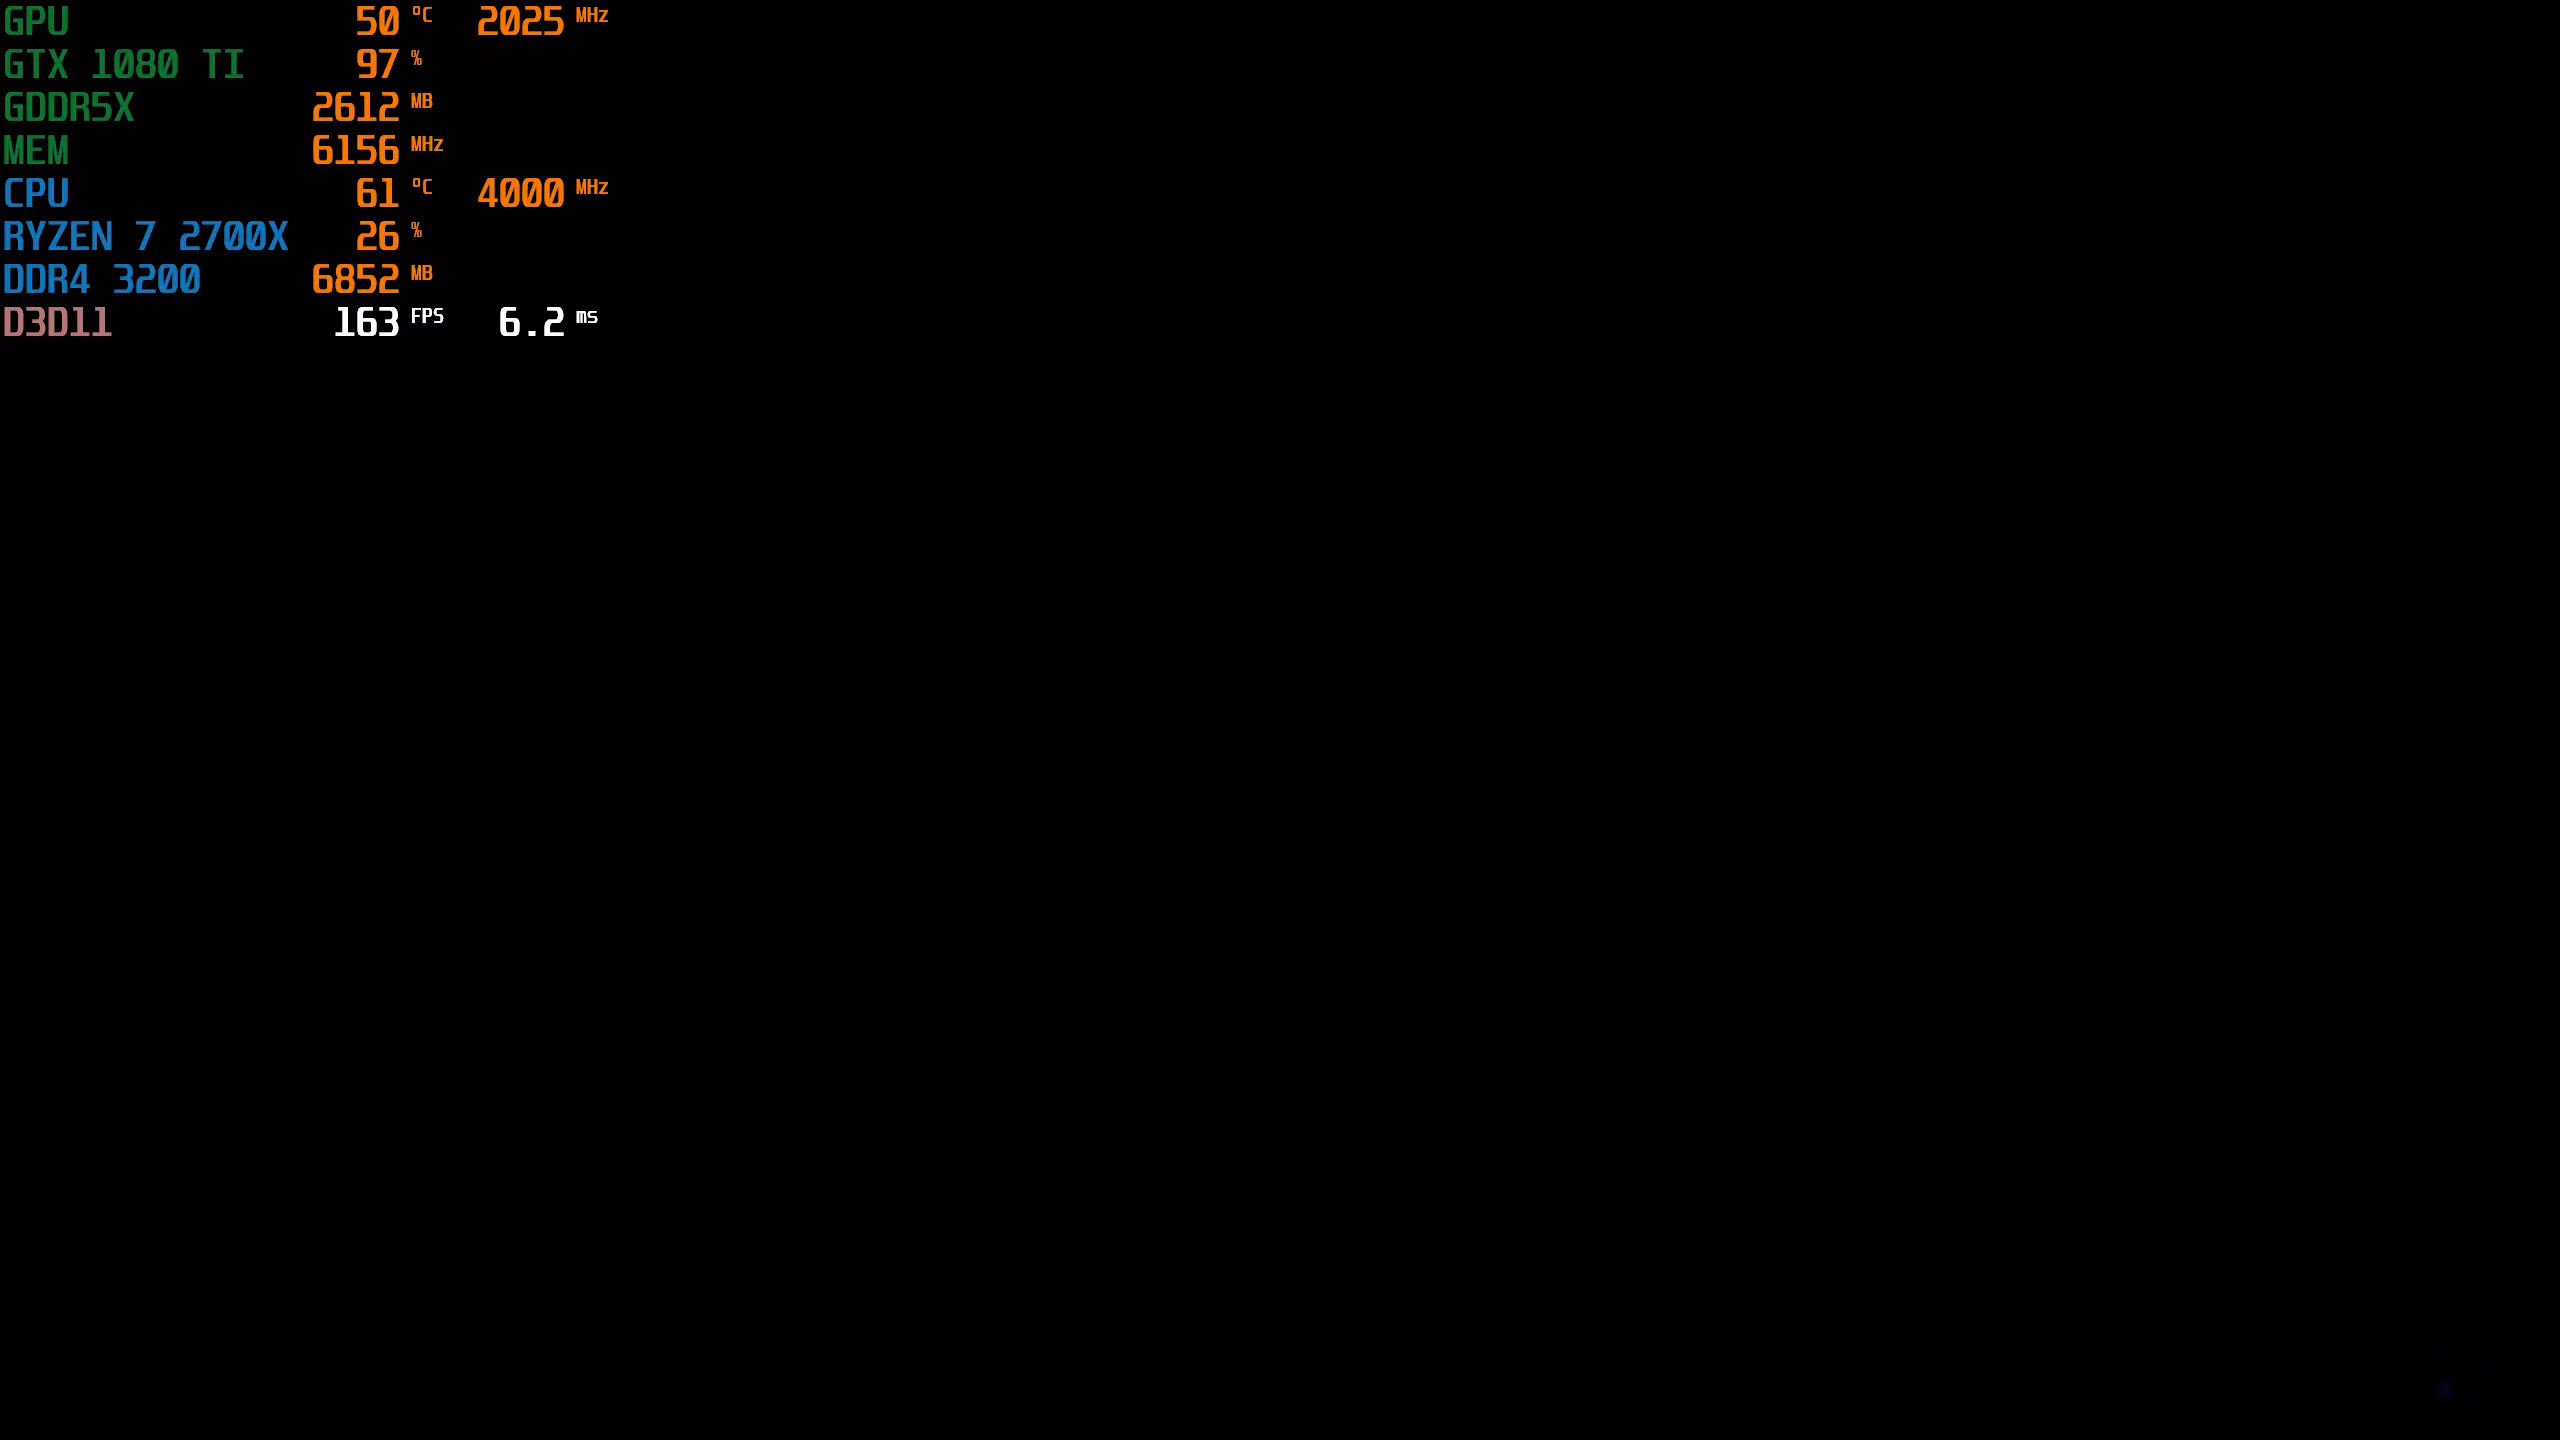 GPU 50 °C 2025 MHz
GTX 1080 TI 97 %
GDDR5X 2612 MB
MEM 6156 MHz
CPU 61 °C 4000 MHz
RYZEN 7 2700X 26 %
DDR4 3200 6852 MB
D3D11 163 FPS 6.2 ms